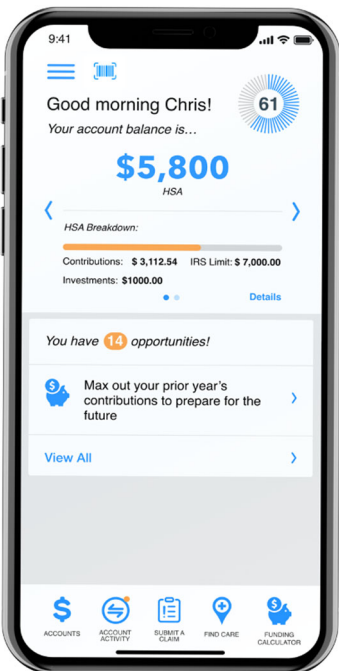 9:41
Good morning Chris!
61
Your account balance is...
$5,800
HSA
HSA Breakdown:
Contributions: $ 3,112.54 IRS Limit: $ 7,000.00
Investments: $1000.00
Details
You have 14 opportunities!
Max out your prior year's
contributions to prepare for the
future
View All
ACCOUNTS
ACCOUNT
ACTIVITY
SUBMIT A
CLAIM
FIND CARE
FUNDING
CALCULATOR